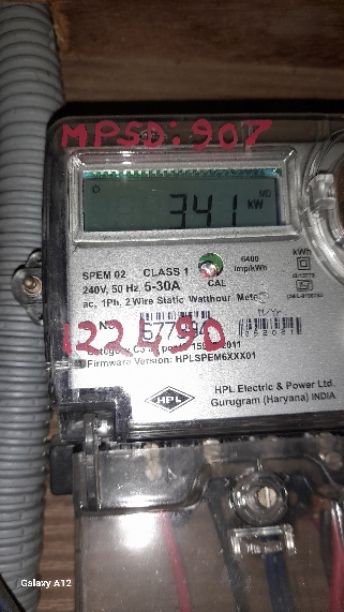 MPSD:907
MD
341 kW
SPEM 02 CLASS 1
CAL
6400
imp/kWh
kWh
240V, 50 Hz 5-30A
ac, 1Ph, 2 Wire Static Watthour Meter
122490
Firmware Version: HPLSPEM6XXX01
HPL
HPL Electric & Power Ltd.
Gurugram (Haryana) INDIA
Galaxy A12